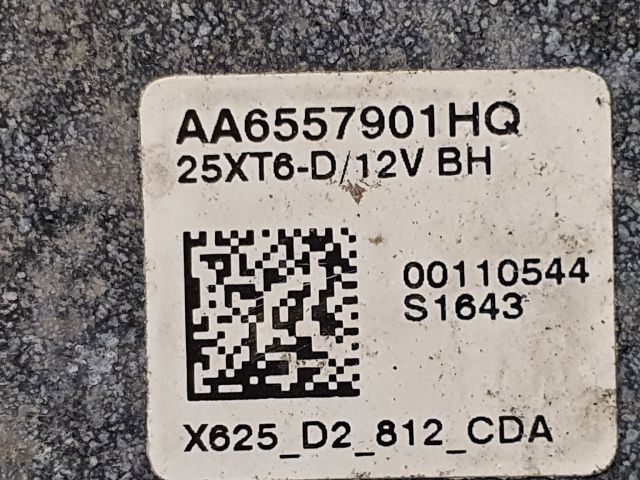 AA6557901HQ
25XT6-D/12V BH
00110544
S1643
X625_D2_812_CDA